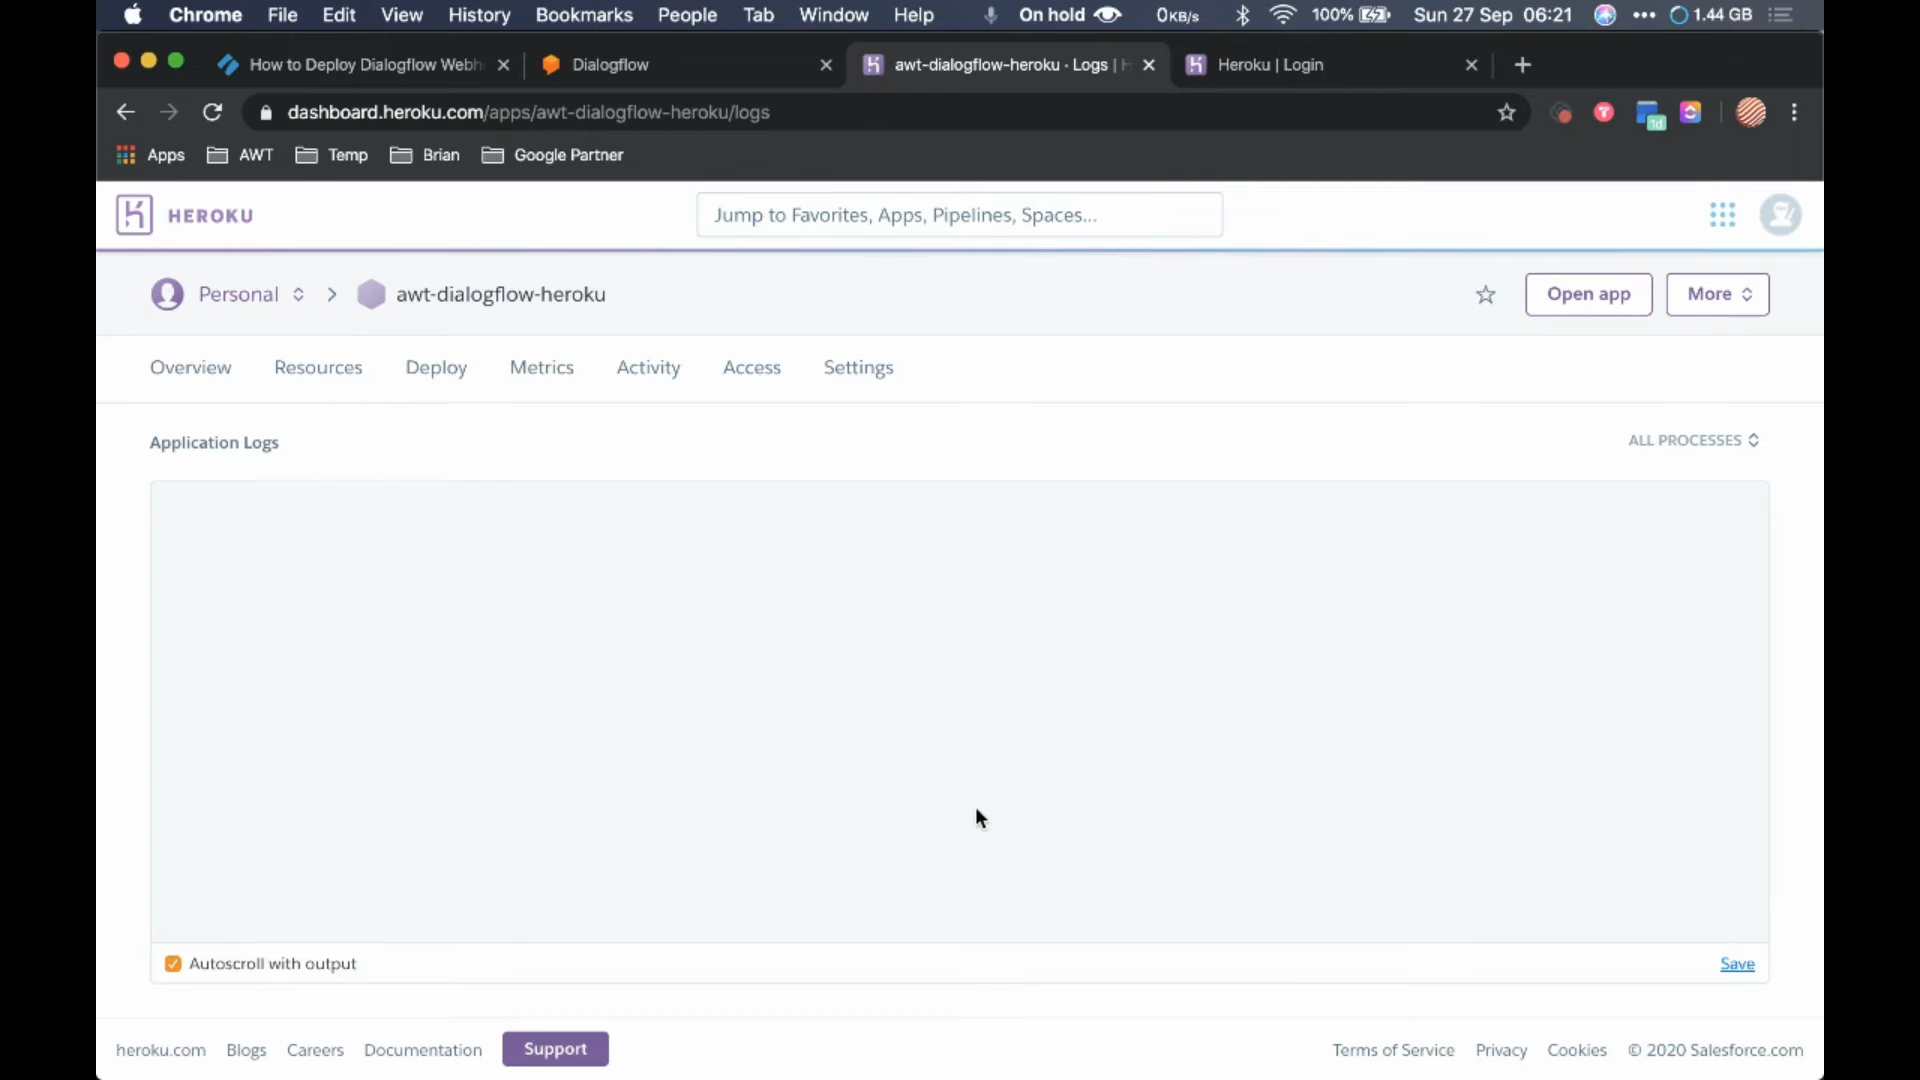 Chrome File Edit View History Bookmarks People Tab Window Help On hold 0KB/s 100% Sun 27 Sep 06:21 ••• 1.44 GB
How to Deploy Dialogflow Webh Dialogflow awt-dialogflow-heroku · Logs | H Heroku | Login
dashboard.heroku.com/apps/awt-dialogflow-heroku/logs
1d
Apps AWT Temp Brian Google Partner
HEROKU Jump to Favorites, Apps, Pipelines, Spaces...
Personal > awt-dialogflow-heroku Open app More
Overview Resources Deploy Metrics Activity Access Settings
Application Logs ALL PROCESSES
Autoscroll with output Save
heroku.com Blogs Careers Documentation Support Terms of Service Privacy Cookies © 2020 Salesforce.com